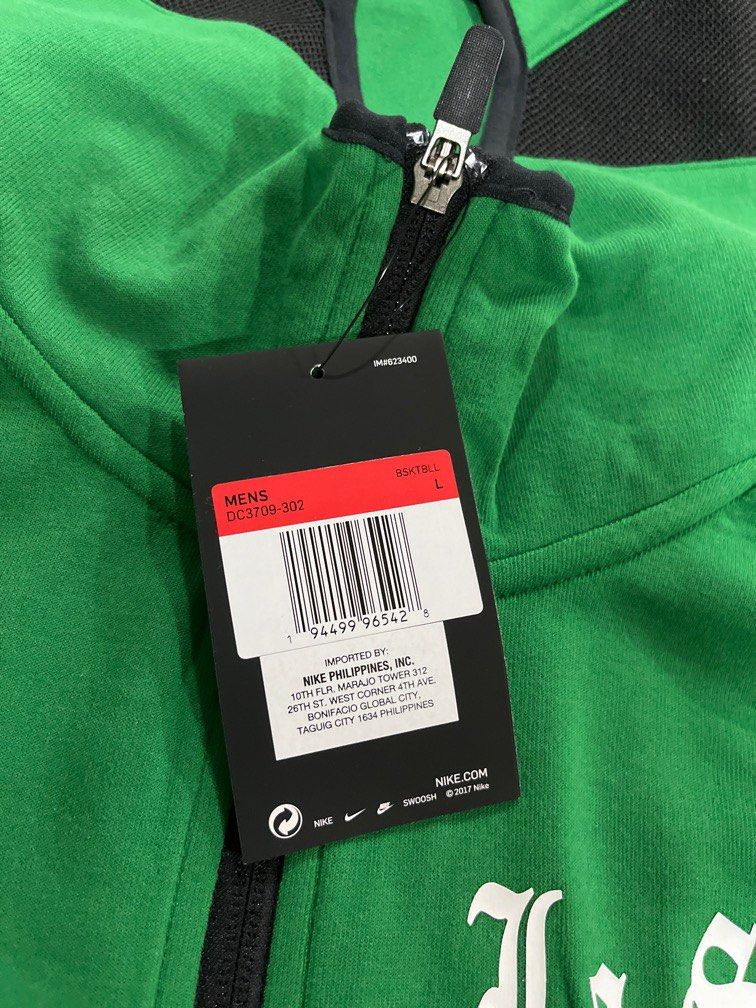 IM#623400
BSKTBLL
MENS
L
DC3709-302
1 94499 96542 8
IMPORTED BY:
NIKE PHILIPPINES, INC.
10TH FLR. MARAJO TOWER 312
26TH ST. WEST CORNER 4TH AVE.
BONIFACIO GLOBAL CITY,
TAGUIG CITY 1634 PHILIPPINES
NIKE.COM
NIKE SWOOSH © 2017 Nike